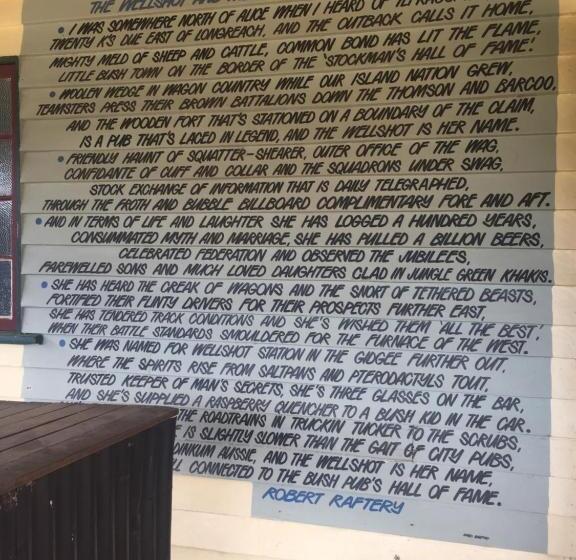 THE WELLSHOT AND
• I WAS SOMEWHERE NORTH OF ALICE WHEN I HEARD OF
TWENTY K'S DUE EAST OF LONGREACH, AND THE OUTBACK CALLS IT HOME,
MIGHTY MELD OF SHEEP AND CATTLE, COMMON BOND HAS LIT THE FLAME,
LITTLE BUSH TOWN ON THE BORDER OF THE 'STOCKMAN'S HALL OF FAME'.
• WOOLEN WEDGE IN WAGON COUNTRY WHILE OUR ISLAND NATION GREW,
TEAMSTERS PRESS THEIR BROWN BATTALIONS DOWN THE THOMSON AND BARCOO,
AND THE WOODEN FORT THAT'S STATIONED ON A BOUNDARY OF THE CLAIM,
IS A PUB THAT'S LACED IN LEGEND, AND THE WELLSHOT IS HER NAME.
• FRIENDLY HAUNT OF SQUATTER-SHEARER, OUTER OFFICE OF THE WAG,
CONFIDANTE OF CUFF AND COLLAR AND THE SQUADRONS UNDER SWAG,
STOCK EXCHANGE OF INFORMATION THAT IS DAILY TELEGRAPHED,
THROUGH THE FROTH AND BUBBLE BILLBOARD COMPLIMENTARY FORE AND AFT.
• AND IN TERMS OF LIFE AND LAUGHTER SHE HAS LOGGED A HUNDRED YEARS,
CONSUMMATED MYTH AND MARRIAGE, SHE HAS PULLED A BILLION BEERS,
CELEBRATED FEDERATION AND OBSERVED THE JUBILEES,
FAREWELLED SONS AND MUCH LOVED DAUGHTERS CLAD IN JUNGLE GREEN KHAKIS.
• SHE HAS HEARD THE CREAK OF WAGONS AND THE SNORT OF TETHERED BEASTS,
FORTIFIED THEIR FLINTY DRIVERS FOR THEIR PROSPECTS FURTHER EAST,
SHE HAS TENDERED TRACK CONDITIONS AND SHE'S WISHED THEM 'ALL THE BEST',
WHEN THEIR BATTLE STANDARDS SMOULDERED FOR THE FURNACE OF THE WEST.
• SHE WAS NAMED FOR WELLSHOT STATION IN THE GIDGEE FURTHER OUT,
WHERE THE SPIRITS RISE FROM SALTPANS AND PTERODACTYLS TOUT,
TRUSTED KEEPER OF MAN'S SECRETS, SHE'S THREE GLASSES ON THE BAR,
AND SHE'S SUPPLIED A RASPBERRY QUENCHER TO A BUSH KID IN THE CAR.
THE ROADTRAINS IN TRUCKIN TUCKER TO THE SCRUBS,
IS SLIGHTLY SLOWER THAN THE GAIT OF CITY PUBS,
DINKUM AUSSIE, AND THE WELLSHOT IS HER NAME,
CONNECTED TO THE BUSH PUB'S HALL OF FAME.
ROBERT RAFTERY